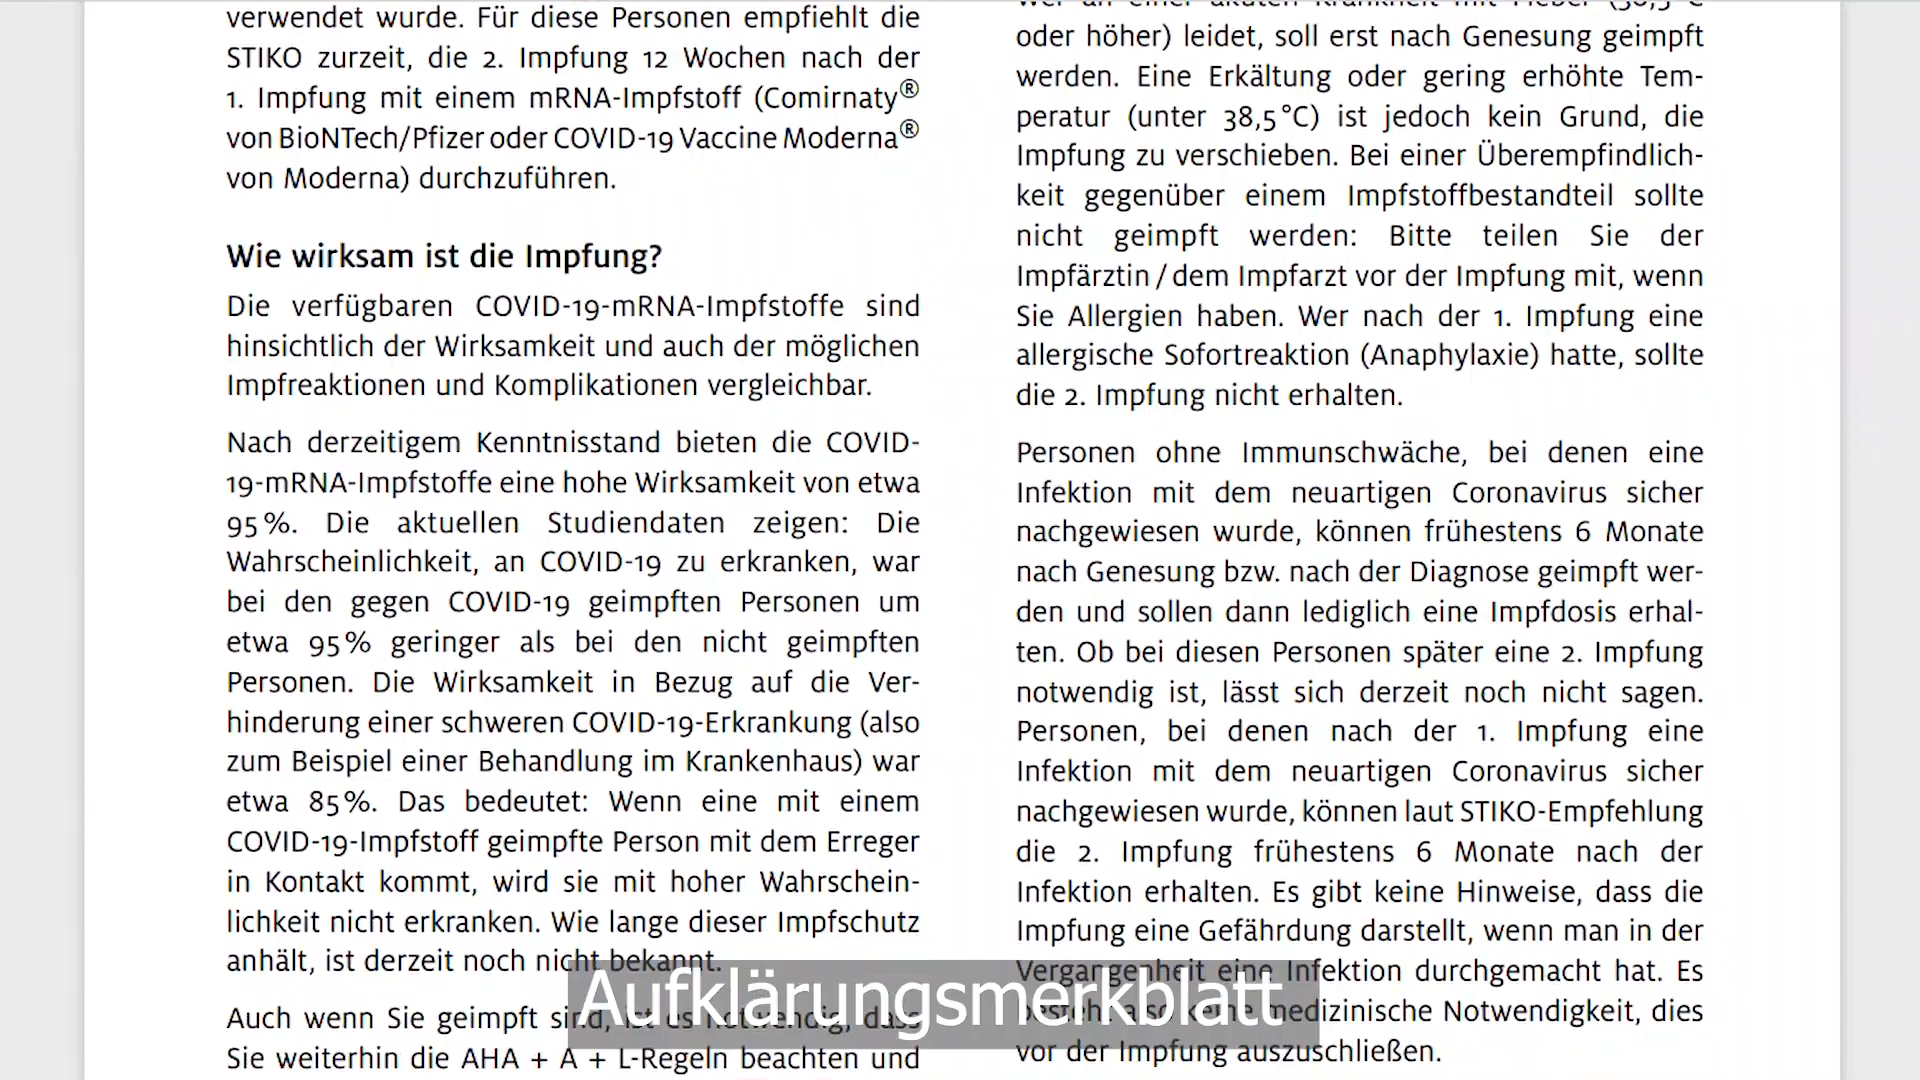 verwendet wurde. Für diese Personen empfiehlt die
STIKO zurzeit, die 2. Impfung 12 Wochen nach der
1. Impfung mit einem mRNA-Impfstoff (Comirnaty®
von BioNTech/Pfizer oder COVID-19 Vaccine Moderna®
von Moderna) durchzuführen.
Wie wirksam ist die Impfung?
Die verfügbaren COVID-19-mRNA-Impfstoffe sind
hinsichtlich der Wirksamkeit und auch der möglichen
Impfreaktionen und Komplikationen vergleichbar.
Nach derzeitigem Kenntnisstand bieten die COVID-
19-mRNA-Impfstoffe eine hohe Wirksamkeit von etwa
95 %. Die aktuellen Studiendaten zeigen: Die
Wahrscheinlichkeit, an COVID-19 zu erkranken, war
bei den gegen COVID-19 geimpften Personen um
etwa 95 % geringer als bei den nicht geimpften
Personen. Die Wirksamkeit in Bezug auf die Ver-
hinderung einer schweren COVID-19-Erkrankung (also
zum Beispiel einer Behandlung im Krankenhaus) war
etwa 85 %. Das bedeutet: Wenn eine mit einem
COVID-19-Impfstoff geimpfte Person mit dem Erreger
in Kontakt kommt, wird sie mit hoher Wahrschein-
lichkeit nicht erkranken. Wie lange dieser Impfschutz
anhält, ist derzeit noch nicht bekannt.
Auch wenn Sie geimpft sind, ist es notwendig, dass
Sie weiterhin die AHA + A + L-Regeln beachten und
wer an einer akuten Krankheit mit Fieber (38,5 °C
oder höher) leidet, soll erst nach Genesung geimpft
werden. Eine Erkältung oder gering erhöhte Tem-
peratur (unter 38,5 °C) ist jedoch kein Grund, die
Impfung zu verschieben. Bei einer Überempfindlich-
keit gegenüber einem Impfstoffbestandteil sollte
nicht geimpft werden: Bitte teilen Sie der
Impfärztin / dem Impfarzt vor der Impfung mit, wenn
Sie Allergien haben. Wer nach der 1. Impfung eine
allergische Sofortreaktion (Anaphylaxie) hatte, sollte
die 2. Impfung nicht erhalten.
Personen ohne Immunschwäche, bei denen eine
Infektion mit dem neuartigen Coronavirus sicher
nachgewiesen wurde, können frühestens 6 Monate
nach Genesung bzw. nach der Diagnose geimpft wer-
den und sollen dann lediglich eine Impfdosis erhal-
ten. Ob bei diesen Personen später eine 2. Impfung
notwendig ist, lässt sich derzeit noch nicht sagen.
Personen, bei denen nach der 1. Impfung eine
Infektion mit dem neuartigen Coronavirus sicher
nachgewiesen wurde, können laut STIKO-Empfehlung
die 2. Impfung frühestens 6 Monate nach der
Infektion erhalten. Es gibt keine Hinweise, dass die
Impfung eine Gefährdung darstellt, wenn man in der
Vergangenheit eine Infektion durchgemacht hat. Es
besteht also keine medizinische Notwendigkeit, dies
vor der Impfung auszuschließen.
Aufklärungsmerkblatt